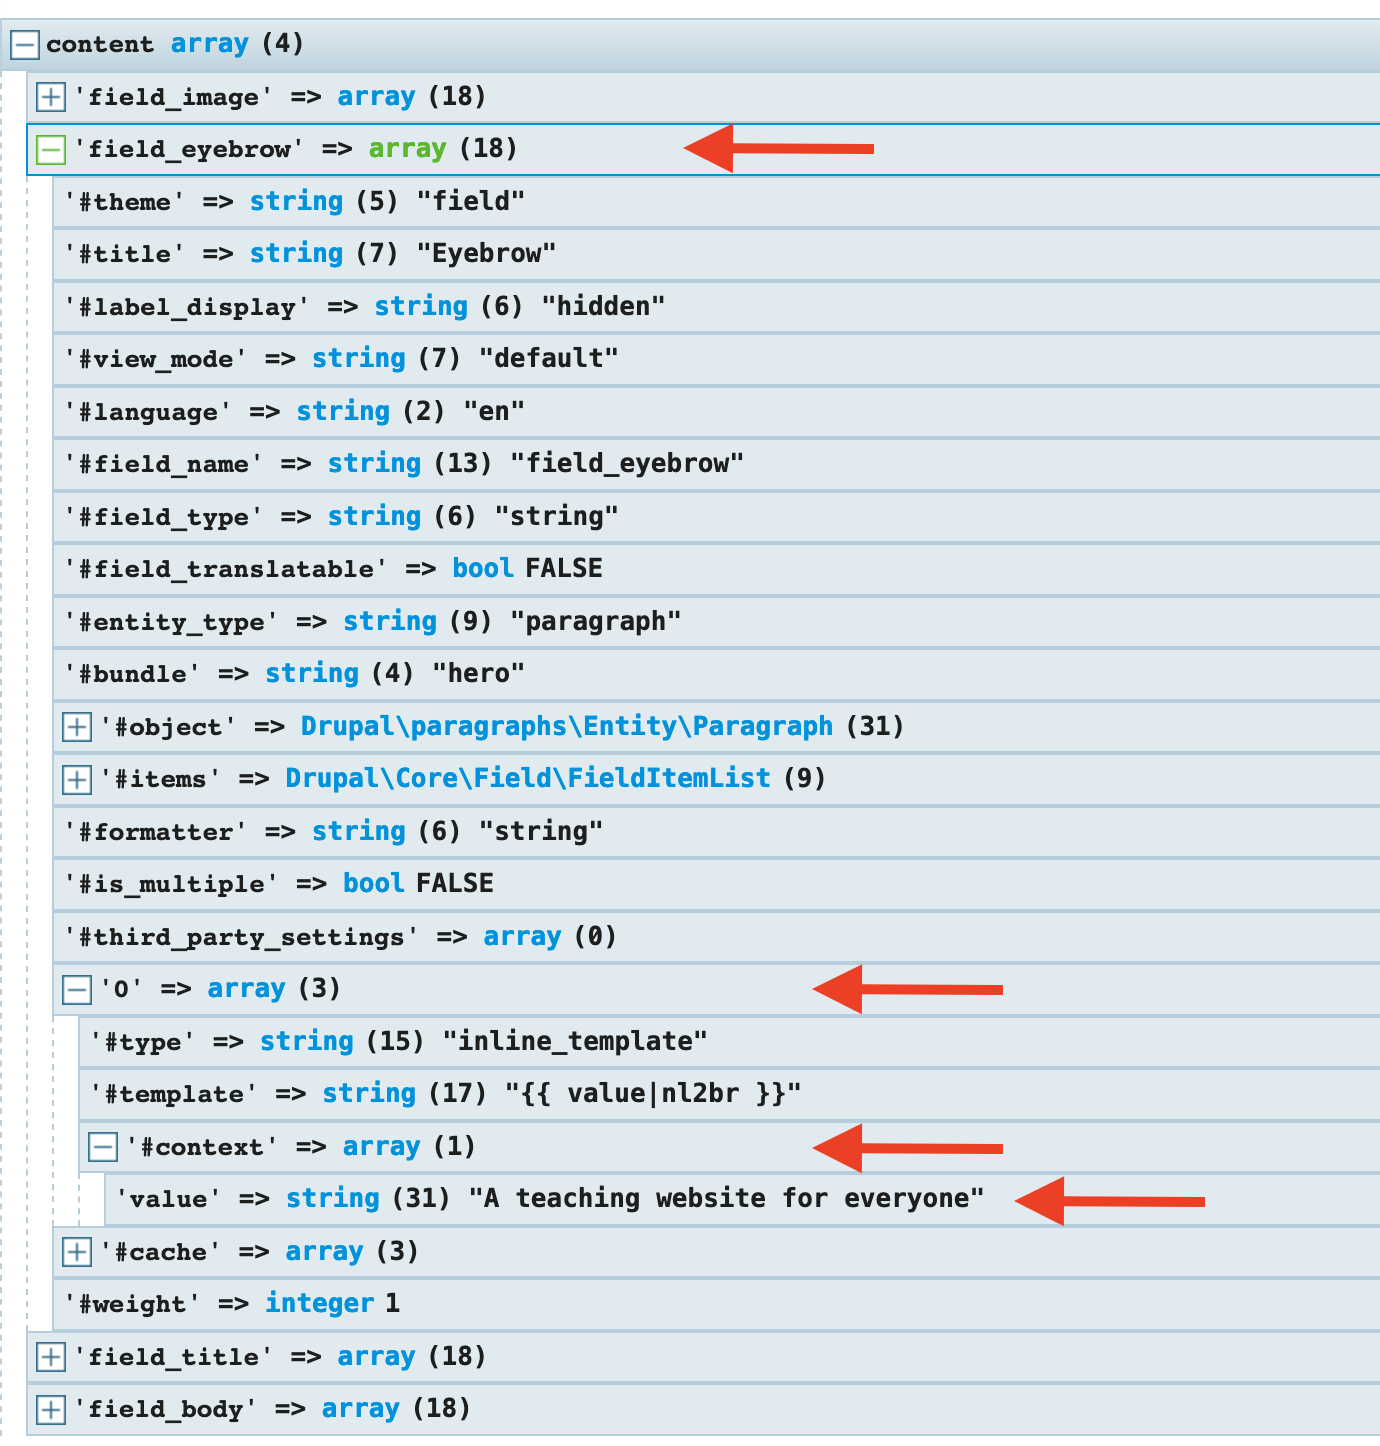 content array (4)
'field_image' => array (18)
'field_eyebrow' => array (18)
'#theme' => string (5) "field"
'#title' => string (7) "Eyebrow"
'#label_display' => string (6) "hidden"
'#view_mode' => string (7) "default"
'#language' => string (2) "en"
'#field_name' => string (13) "field_eyebrow"
'#field_type' => string (6) "string"
'#field_translatable' => bool FALSE
'#entity_type' => string (9) "paragraph"
'#bundle' => string (4) "hero"
'#object' => Drupal\paragraphs\Entity\Paragraph (31)
'#items' => Drupal\Core\Field\FieldItemList (9)
'#formatter' => string (6) "string"
'#is_multiple' => bool FALSE
'#third_party_settings' => array (0)
'0' => array (3)
'#type' => string (15) "inline_template"
'#template' => string (17) "{{ value|nl2br }}"
'#context' => array (1)
'value' => string (31) "A teaching website for everyone"
'#cache' => array (3)
'#weight' => integer 1
'field_title' => array (18)
'field_body' => array (18)